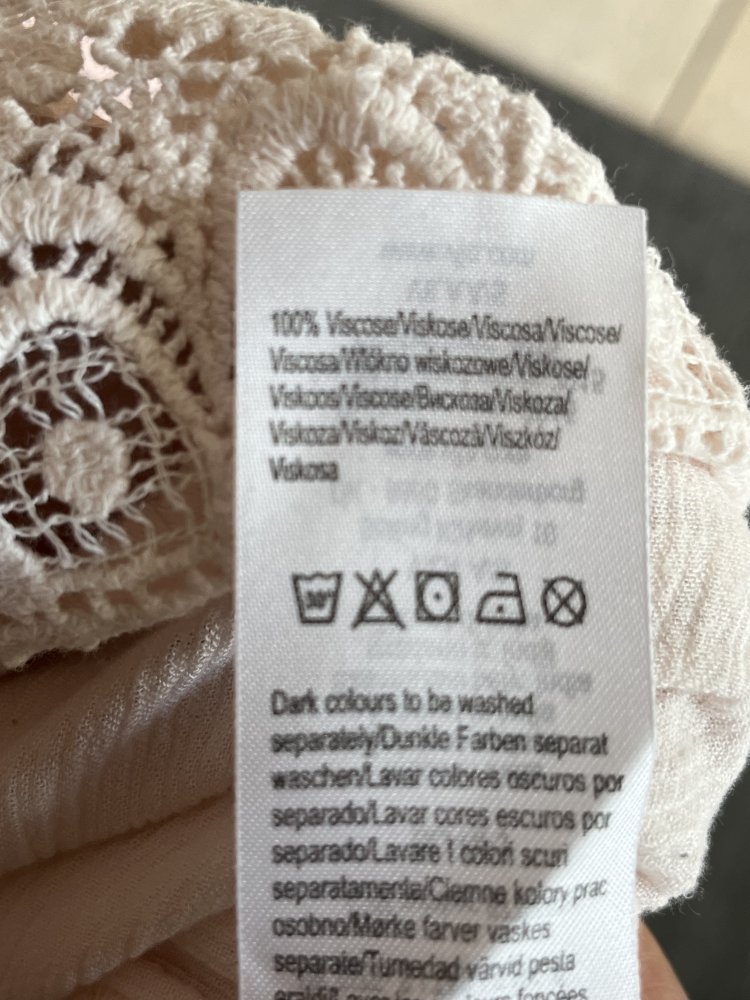 100% Viscose/Viskose/Viscosa/Viscose/
Viscosa/Włókno wiskozowe/Viskose/
Viskoos/Viscose/Вискоза/Viskoza/
Viskoza/Viskoz/Vâscoză/Viszkóz/
Viskosa
30°
Dark colours to be washed
separately/Dunkle Farben separat
waschen/Lavar colores oscuros por
separado/Lavar cores escuros por
separado/Lavare I colori scuri
separatamente/Ciemne kolory prac
osobno/Mørke farver vaskes
separate/Tumedad värvid pesta